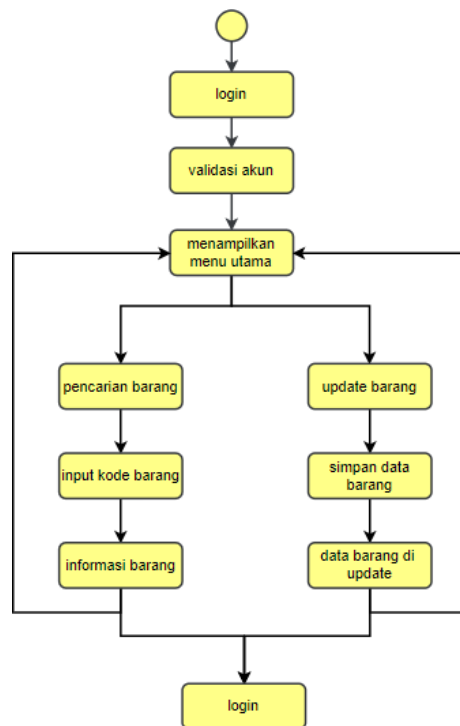 login
validasi akun
menampilkan
menu utama
pencarian barang
update barang
input kode barang
simpan data
barang
informasi barang
data barang di
update
login